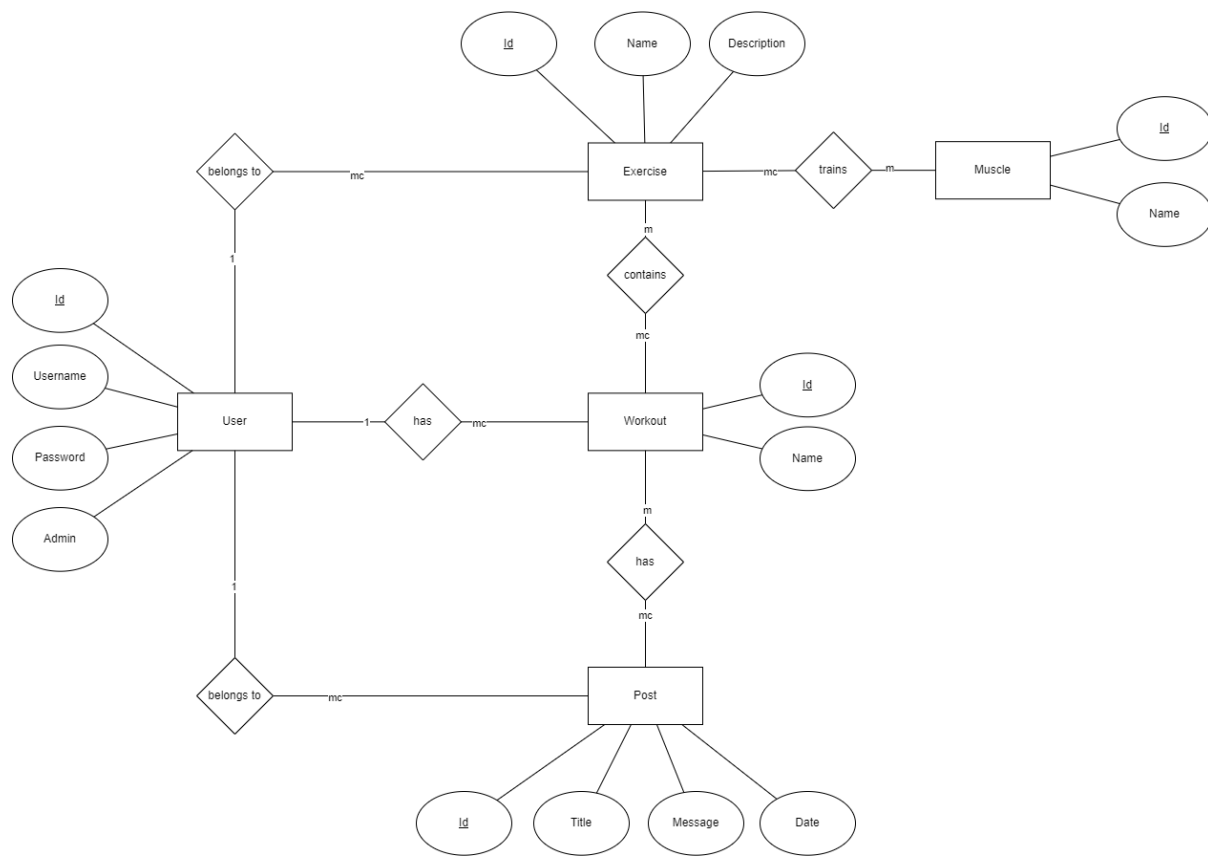 Id
Name
Description
Id
belongs to
mc
Exercise
mc
trains
m
Muscle
Name
m
1
contains
Id
mc
Username
Id
User
1
has
mc
Workout
Password
Name
m
Admin
has
1
mc
belongs to
mc
Post
Id
Title
Message
Date